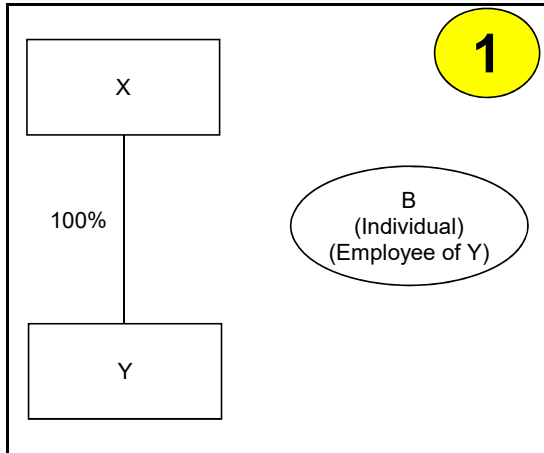 1
X
100%
B
(Individual)
(Employee of Y)
Y